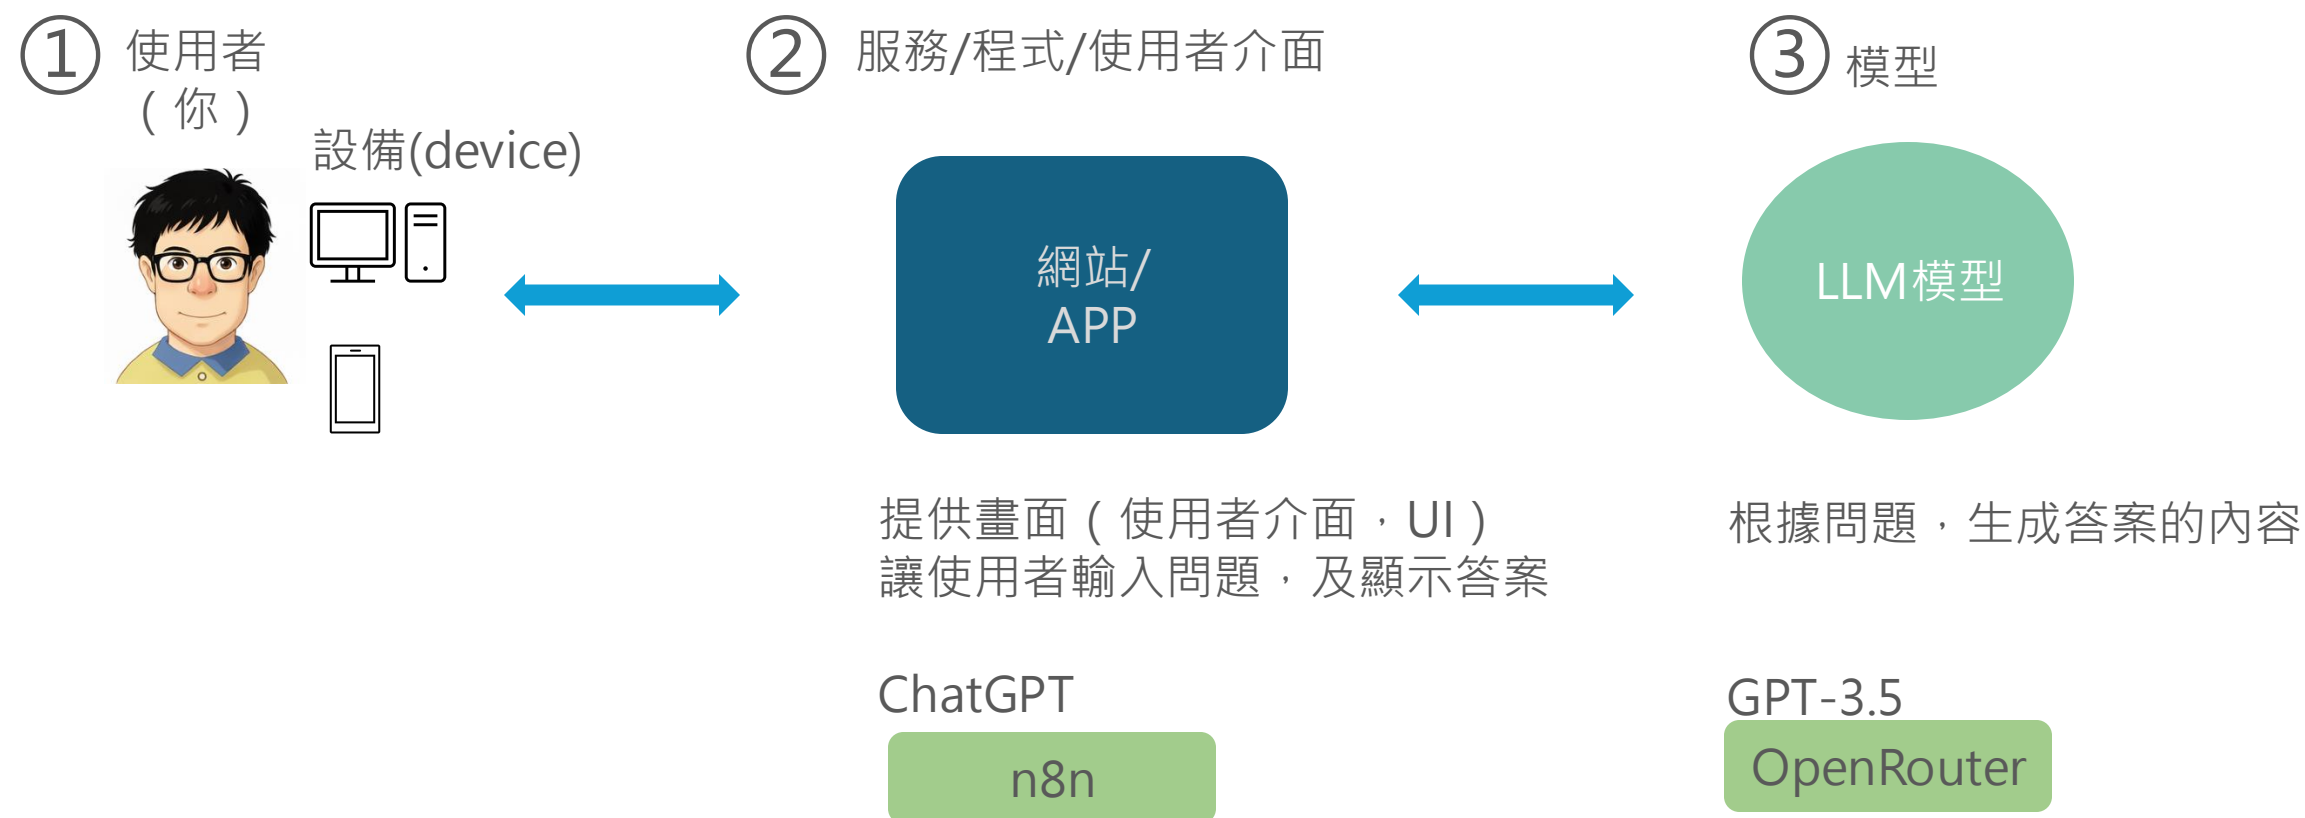 ① 使用者
（你）
設備(device)
② 服務/程式/使用者介面
網站/
APP
提供畫面（使用者介面，UI）
讓使用者輸入問題，及顯示答案
ChatGPT
n8n
③ 模型
LLM模型
根據問題，生成答案的內容
GPT-3.5
OpenRouter